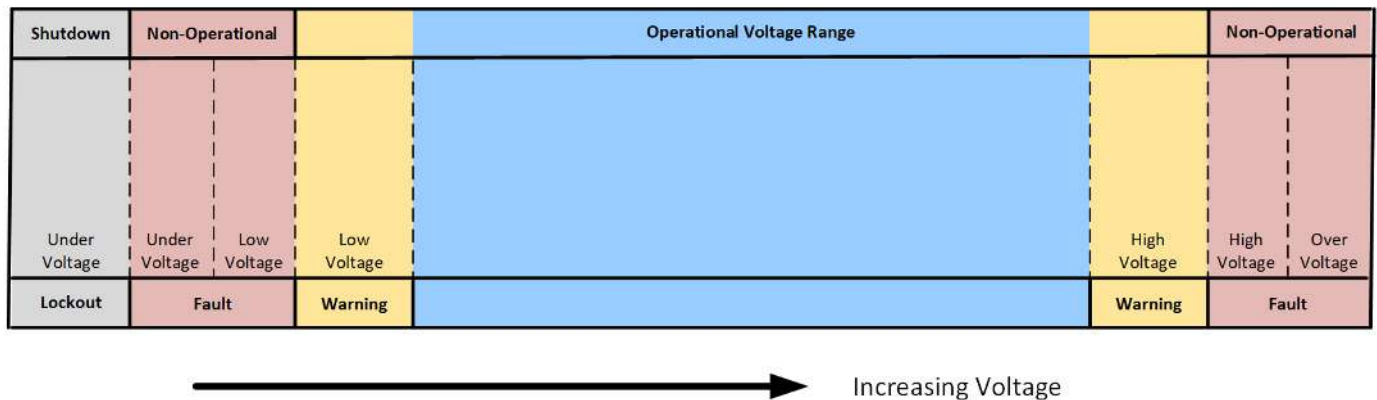 Shutdown Non-Operational Operational Voltage Range Non-Operational
Under Under Low Low High High Over
Voltage Voltage Voltage Voltage Voltage Voltage Voltage
Lockout Fault Warning Warning Fault
Increasing Voltage